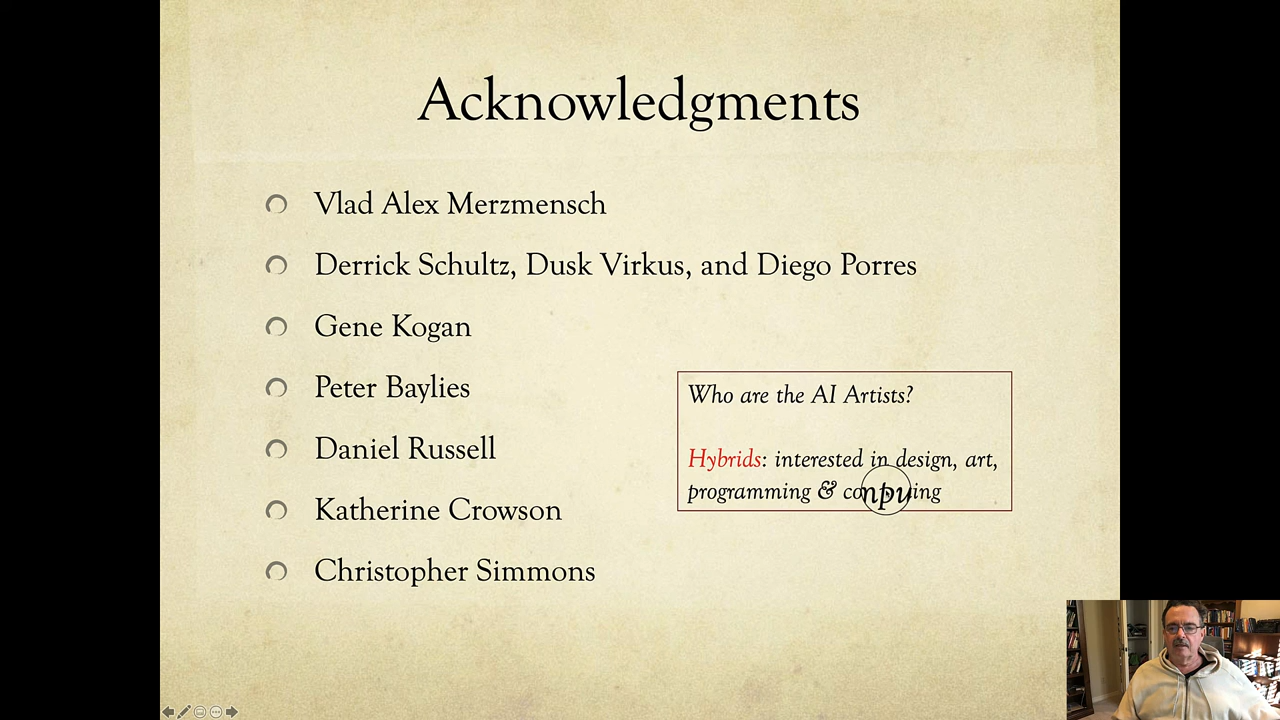 Acknowledgments
Vlad Alex Merzmensch
Derrick Schultz, Dusk Virkus, and Diego Porres
Gene Kogan
Peter Baylies
Daniel Russell
Katherine Crowson
Christopher Simmons
Who are the AI Artists?
Hybrids: interested in design, art,
programming & computing